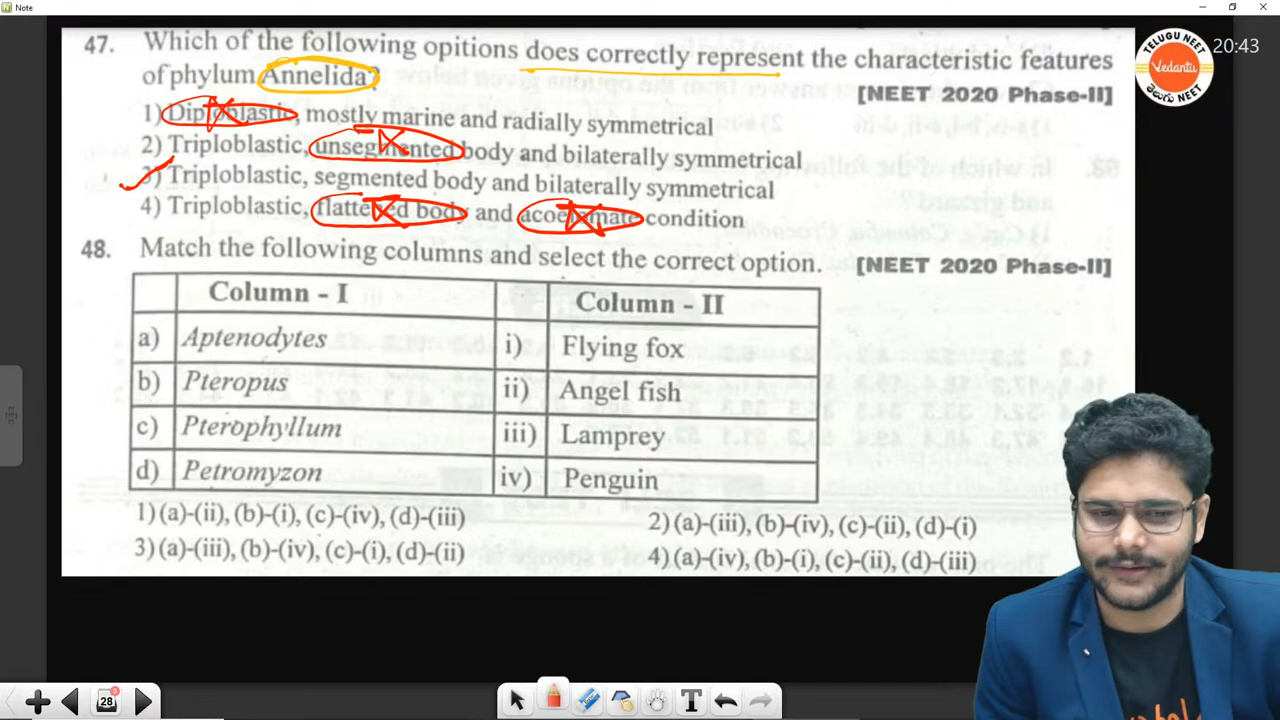 Note
20:43
TELUGU NEET
Vedantu
తెలుగు NEET
47. Which of the following opitions does correctly represent the characteristic features
of phylum Annelida?
[NEET 2020 Phase-II]
1) Diploblastic, mostly marine and radially symmetrical
2) Triploblastic, unsegmented body and bilaterally symmetrical
3) Triploblastic, segmented body and bilaterally symmetrical
4) Triploblastic, flattened body and acoelomate condition
48. Match the following columns and select the correct option. [NEET 2020 Phase-II]
Column - I Column - II
a) Aptenodytes i) Flying fox
b) Pteropus ii) Angel fish
c) Pterophyllum iii) Lamprey
d) Petromyzon iv) Penguin
1) (a)-(ii), (b)-(i), (c)-(iv), (d)-(iii) 2) (a)-(iii), (b)-(iv), (c)-(ii), (d)-(i)
3) (a)-(iii), (b)-(iv), (c)-(i), (d)-(ii) 4) (a)-(iv), (b)-(i), (c)-(ii), (d)-(iii)
28
0
T